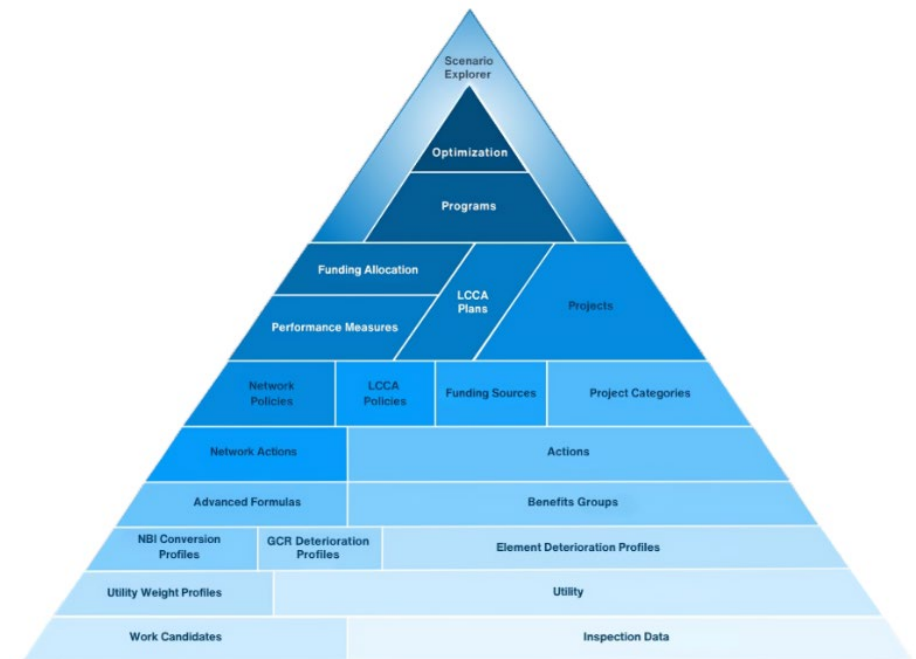 Scenario
Explorer
Optimization
Programs
Funding Allocation
LCCA
Plans
Projects
Performance Measures
Network
Policies
LCCA
Policies
Funding Sources
Project Categories
Network Actions
Actions
Advanced Formulas
Benefits Groups
NBI Conversion
Profiles
GCR Deterioration
Profiles
Element Deterioration Profiles
Utility Weight Profiles
Utility
Work Candidates
Inspection Data